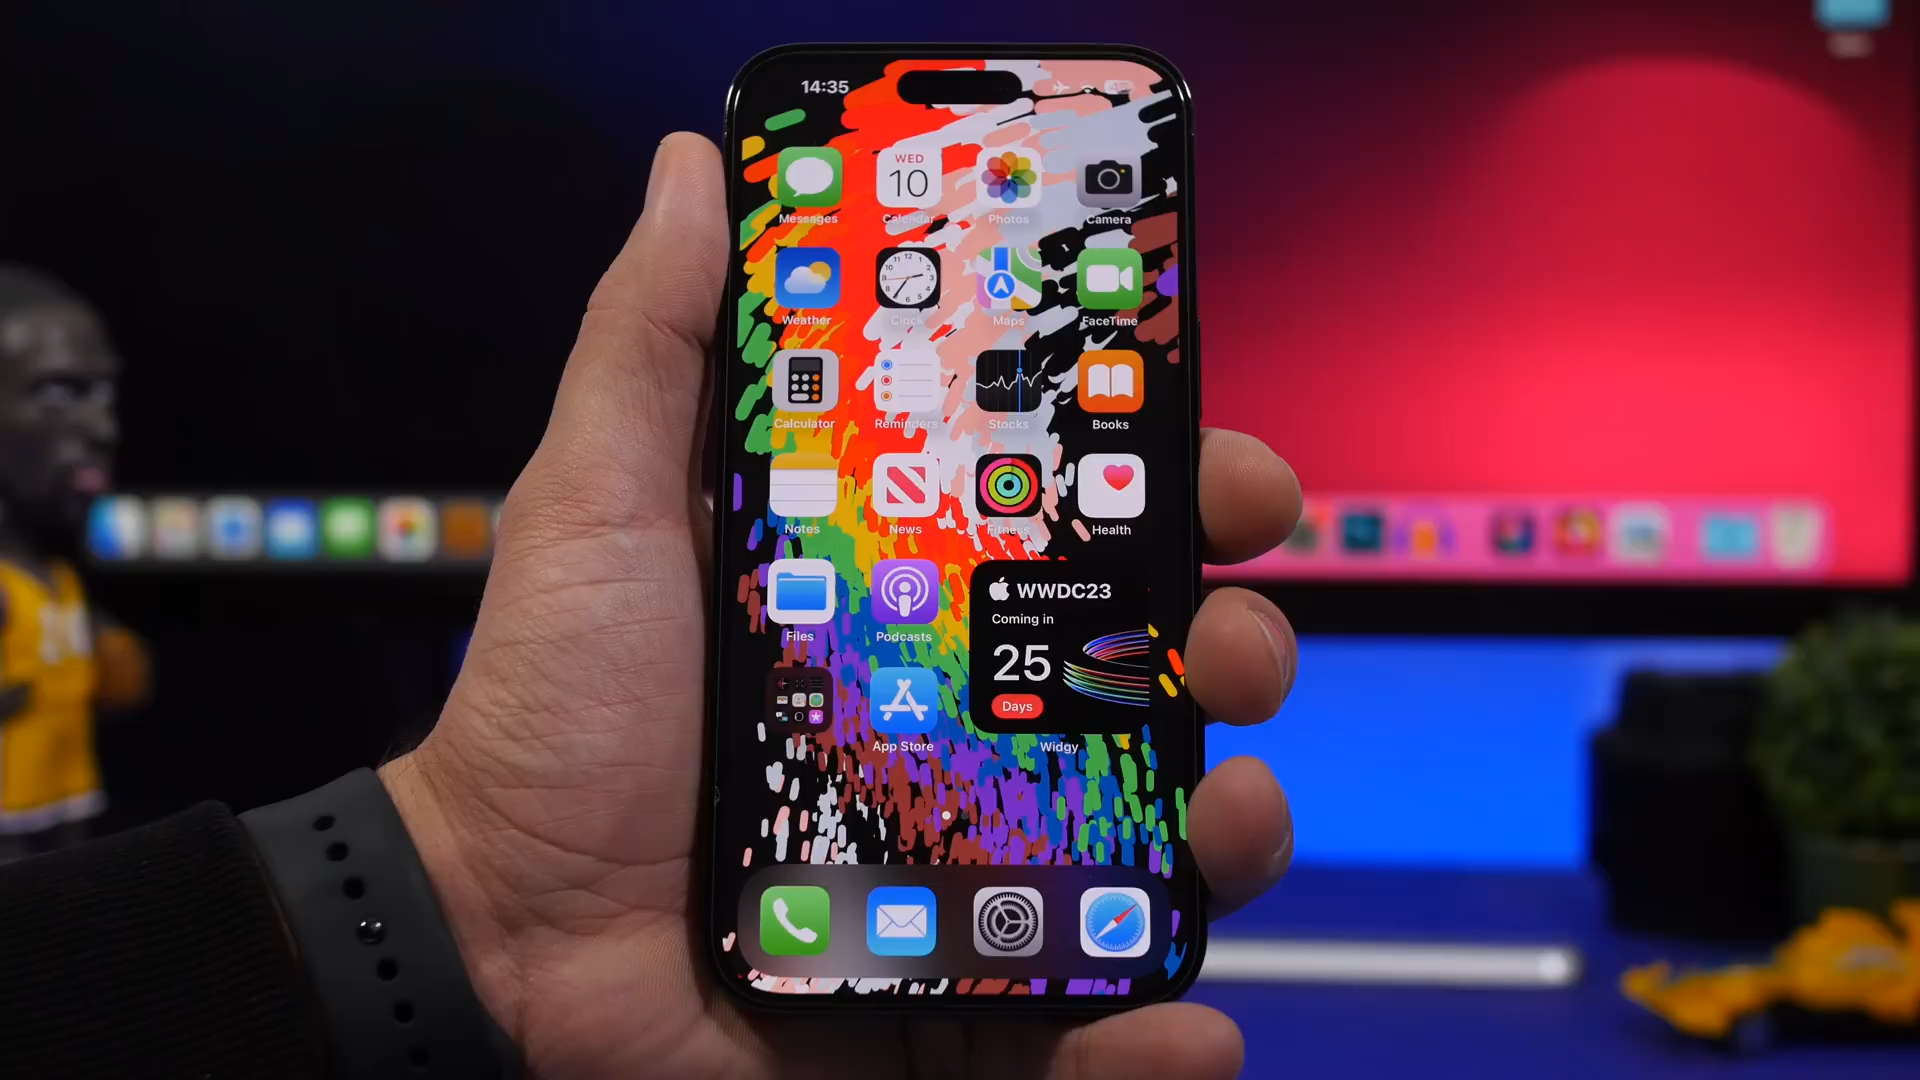 14:35
WED
10
Messages
Calendar
Photos
Camera
Weather
Clock
Maps
FaceTime
Calculator
Reminders
Stocks
Books
Notes
News
Fitness
Health
Files
Podcasts
WWDC23
Coming in
25
Days
App Store
Widgy